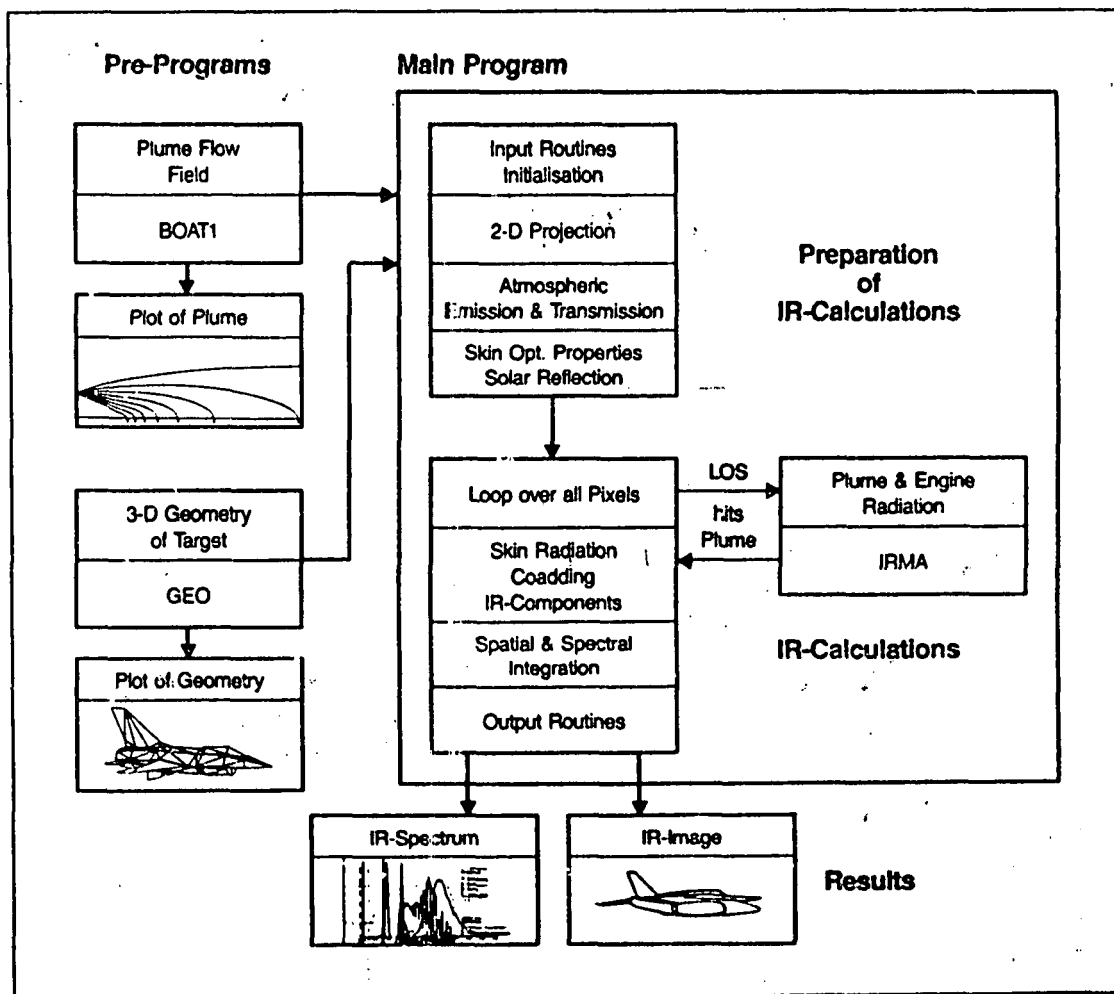 Pre-Programs
Main Program
Plume Flow
Field
BOAT1
Plot of Plume
3-D Geometry
of Target
GEO
Plot of Geometry
Input Routines
Initialisation
2-D Projection
Atmospheric
Emission & Transmission
Skin Opt. Properties
Solar Reflection
Preparation
of
IR-Calculations
Loop over all Pixels
Skin Radiation
Coadding
IR-Components
Spatial & Spectral
Integration
Output Routines
LOS
hits
Plume
Plume & Engine
Radiation
IRMA
IR-Calculations
IR-Spectrum
IR-Image
Results